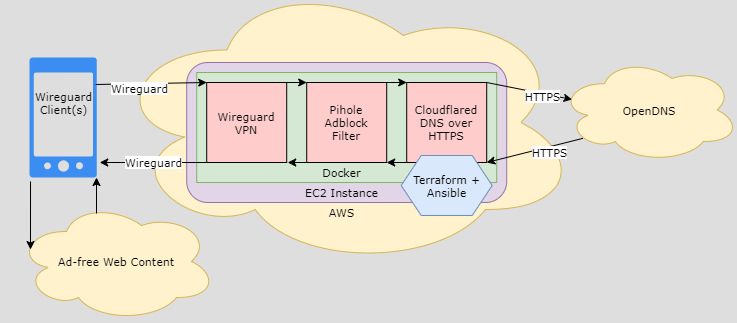 Wireguard
Client(s)
Wireguard
Wireguard
VPN
Pihole
Adblock
Filter
Cloudflared
DNS over
HTTPS
HTTPS
OpenDNS
Wireguard
HTTPS
Docker
Terraform +
Ansible
EC2 Instance
AWS
Ad-free Web Content